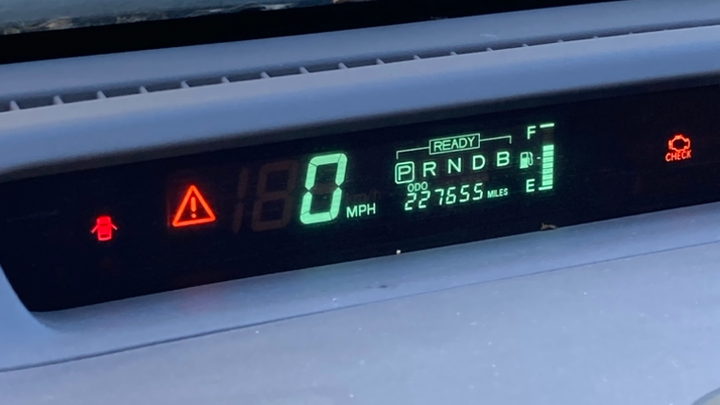 READY
P R N D B
0 MPH
ODO
227655 MILES
F
E
CHECK